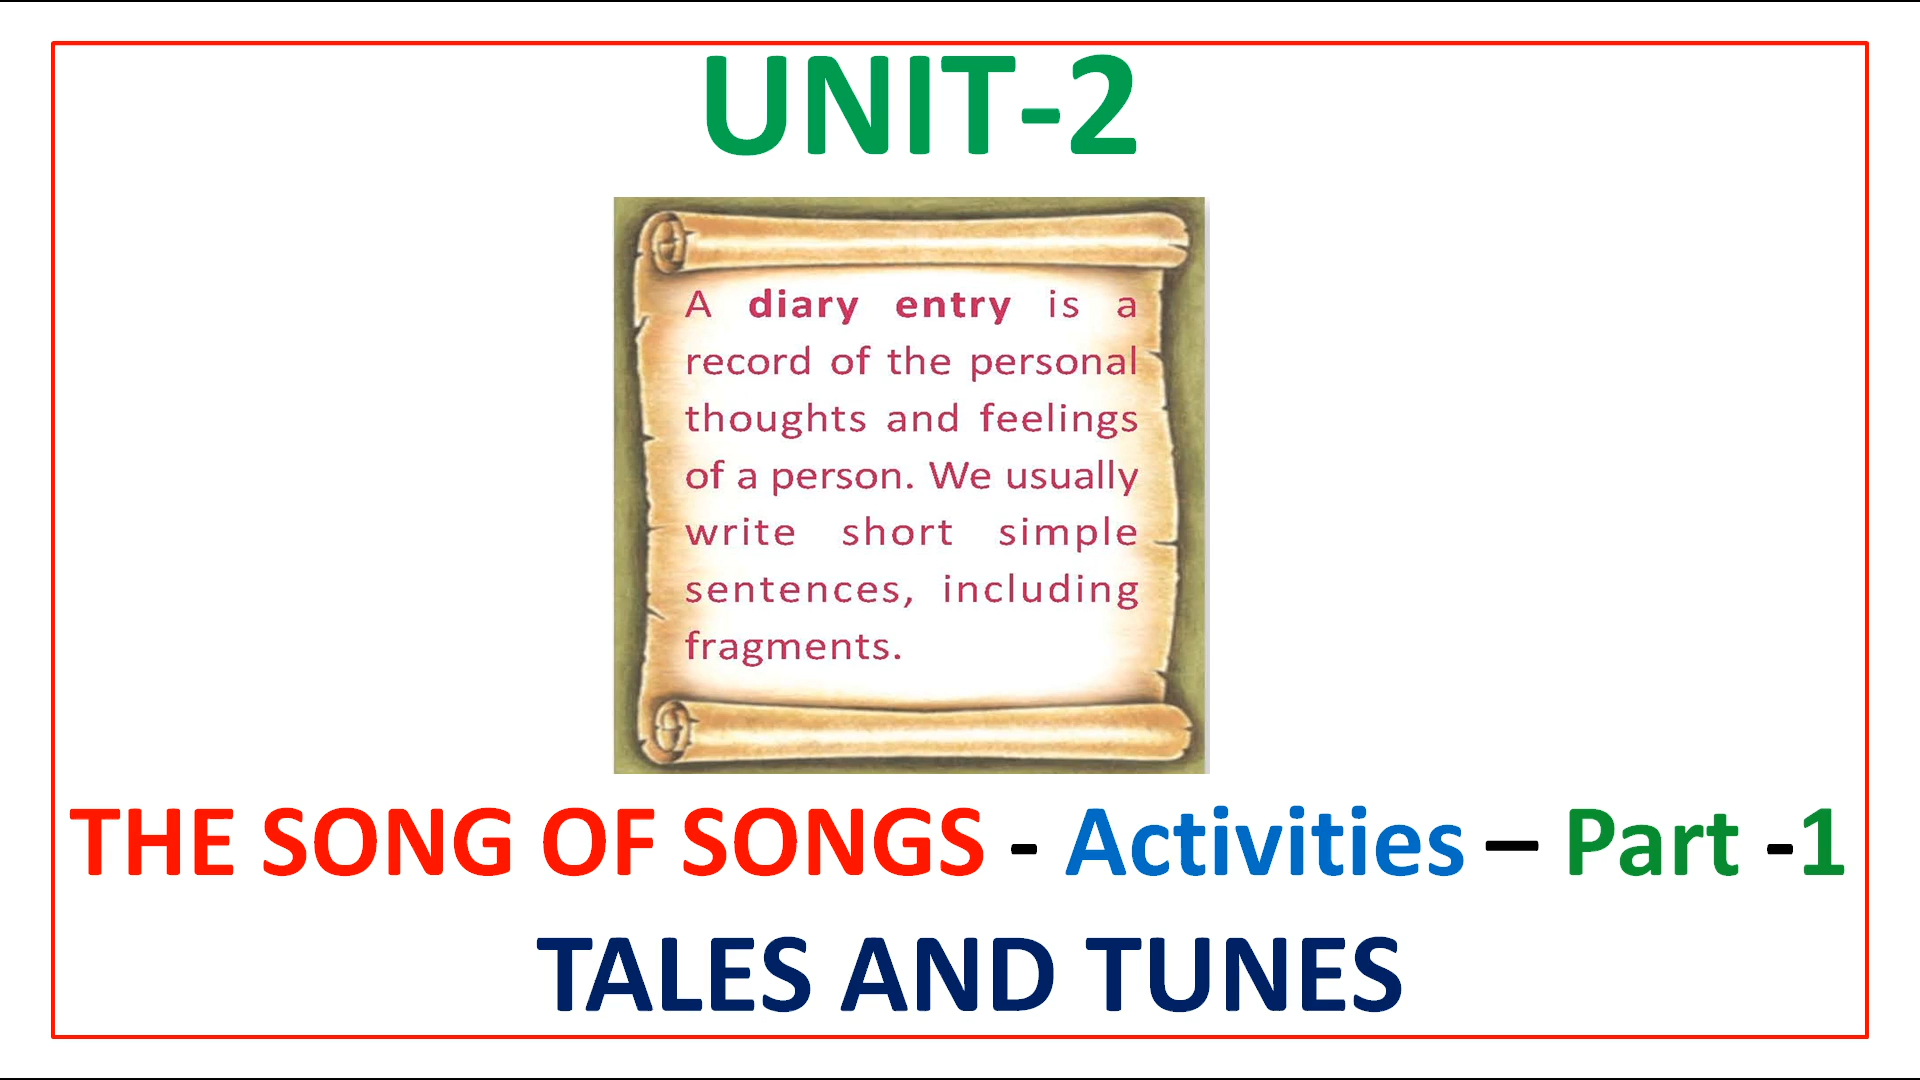 UNIT-2
A diary entry is a
record of the personal
thoughts and feelings
of a person. We usually
write short simple
sentences, including
fragments.
THE SONG OF SONGS - Activities – Part -1
TALES AND TUNES